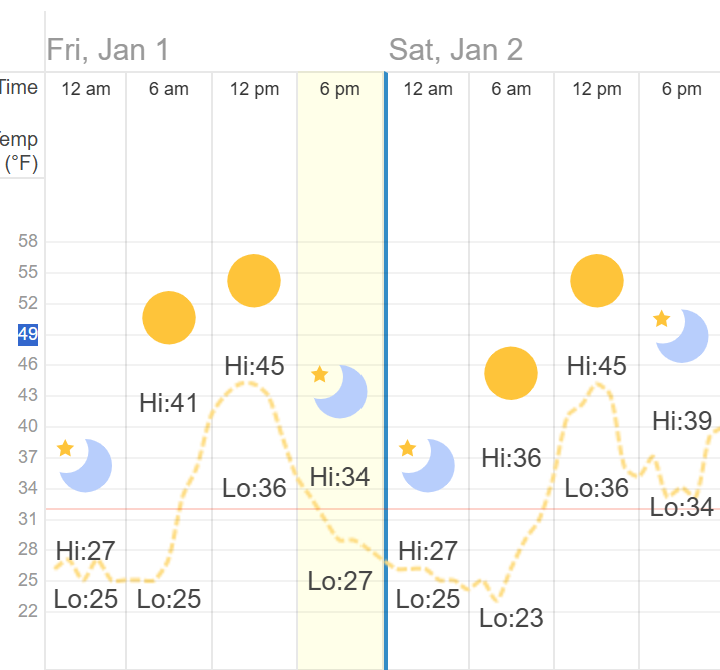 Fri, Jan 1
Sat, Jan 2
Time
12 am
6 am
12 pm
6 pm
12 am
6 am
12 pm
6 pm
emp
(°F)
58
55
52
49
46
43
40
37
34
31
28
25
22
Hi:27
Lo:25
Hi:41
Lo:25
Hi:45
Lo:36
Hi:34
Lo:27
Hi:27
Lo:25
Hi:36
Lo:23
Hi:45
Lo:36
Hi:39
Lo:34